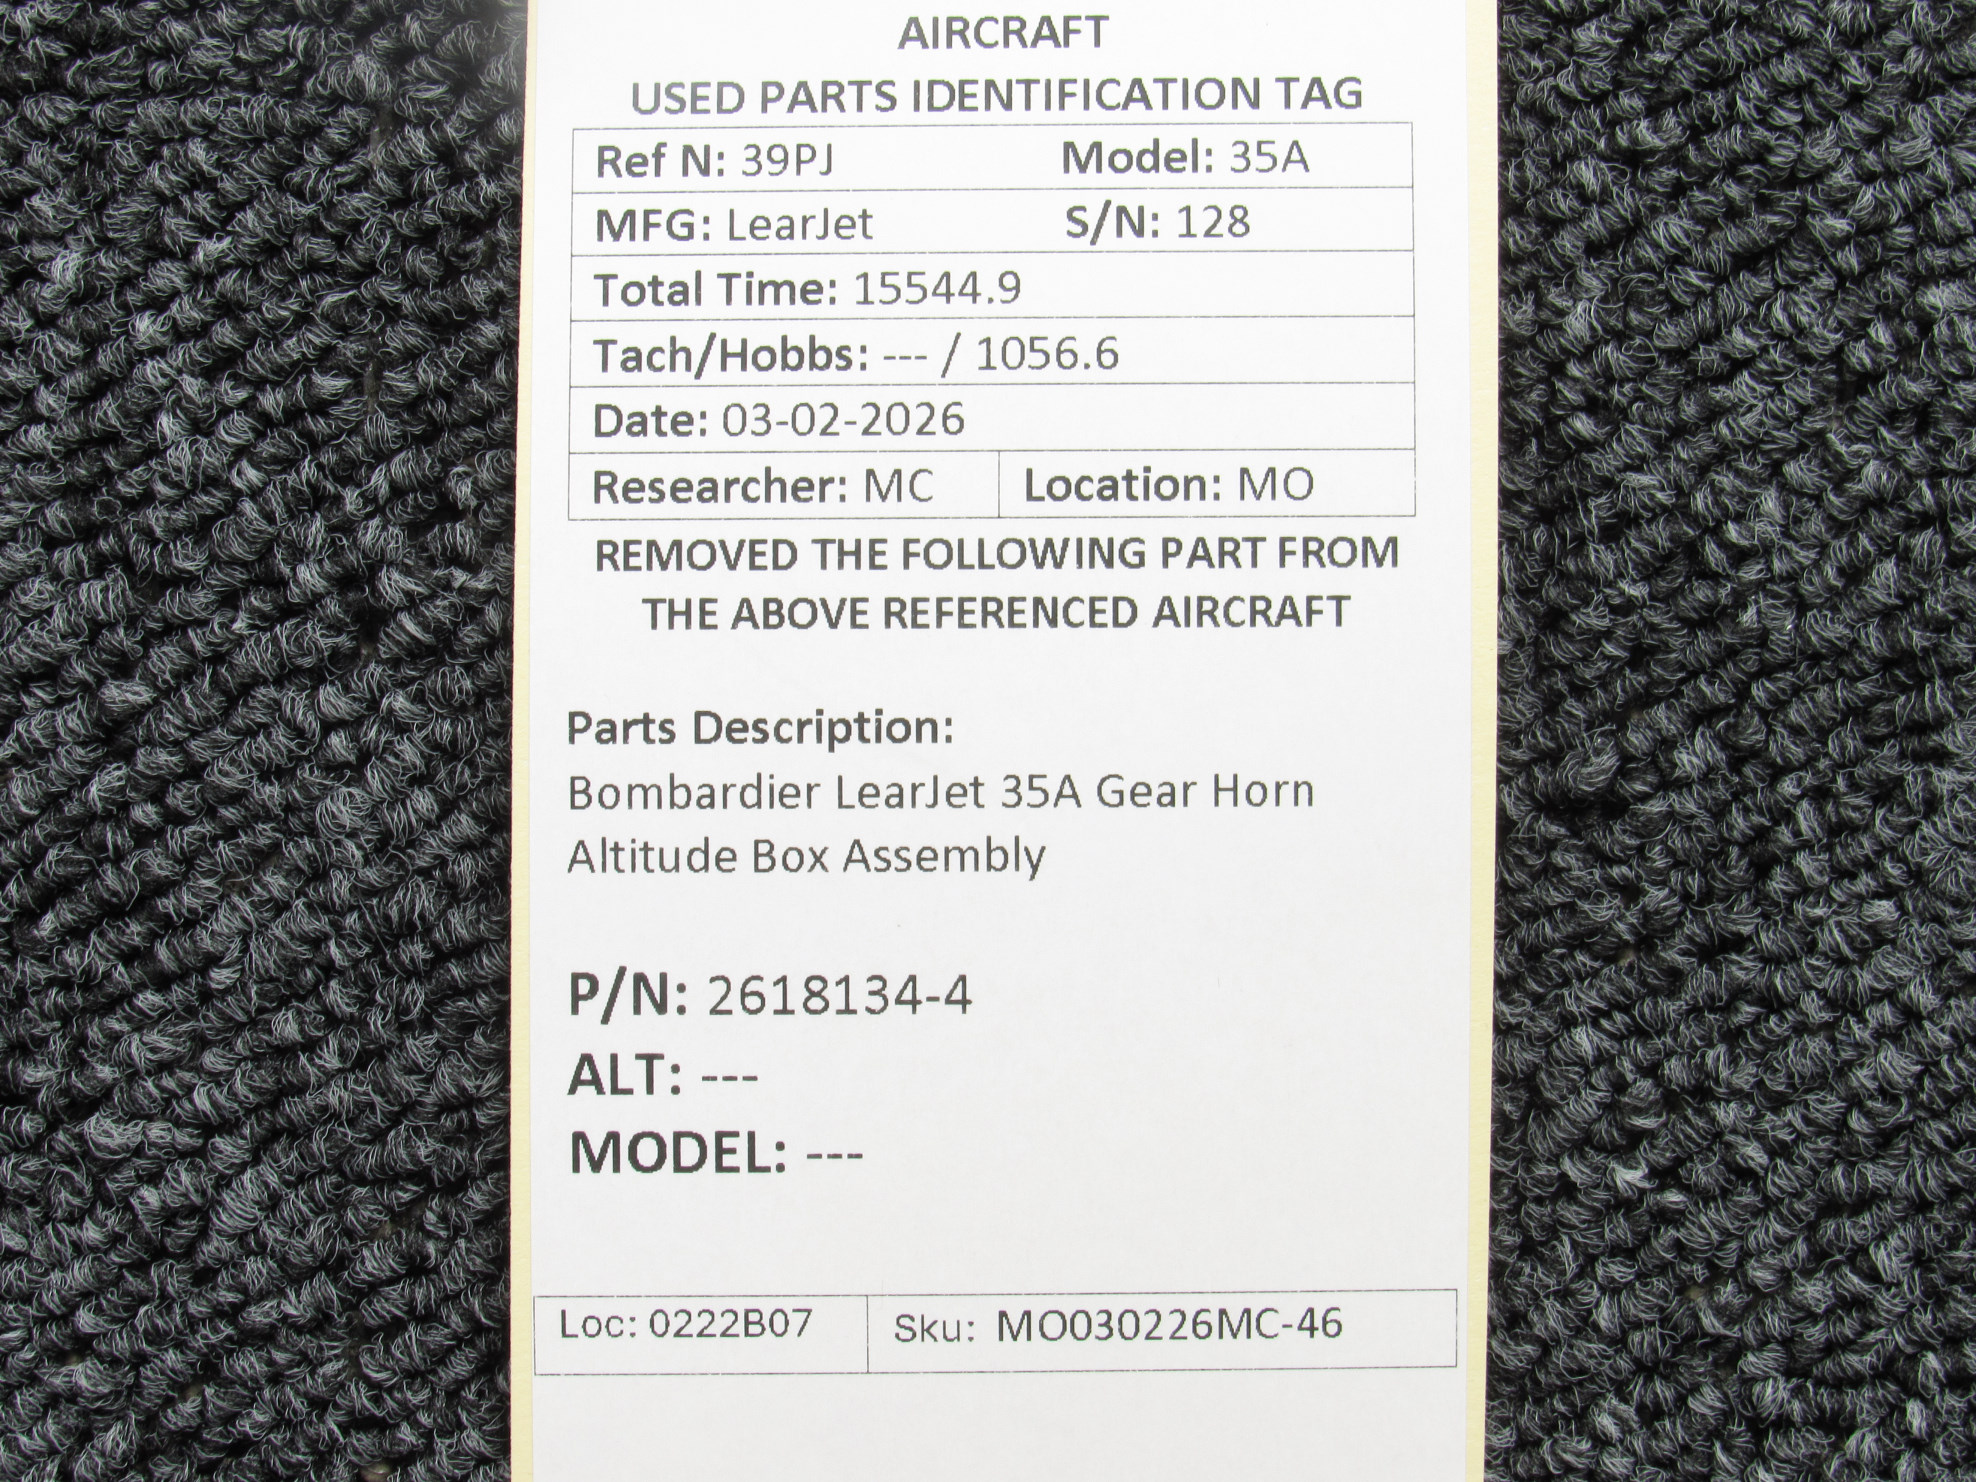 AIRCRAFT
USED PARTS IDENTIFICATION TAG
Ref N: 39PJ Model: 35A
MFG: LearJet S/N: 128
Total Time: 15544.9
Tach/Hobbs: --- / 1056.6
Date: 03-02-2026
Researcher: MC Location: MO
REMOVED THE FOLLOWING PART FROM
THE ABOVE REFERENCED AIRCRAFT
Parts Description:
Bombardier LearJet 35A Gear Horn
Altitude Box Assembly
P/N: 2618134-4
ALT: ---
MODEL: ---
Loc: 0222B07 Sku: MO030226MC-46